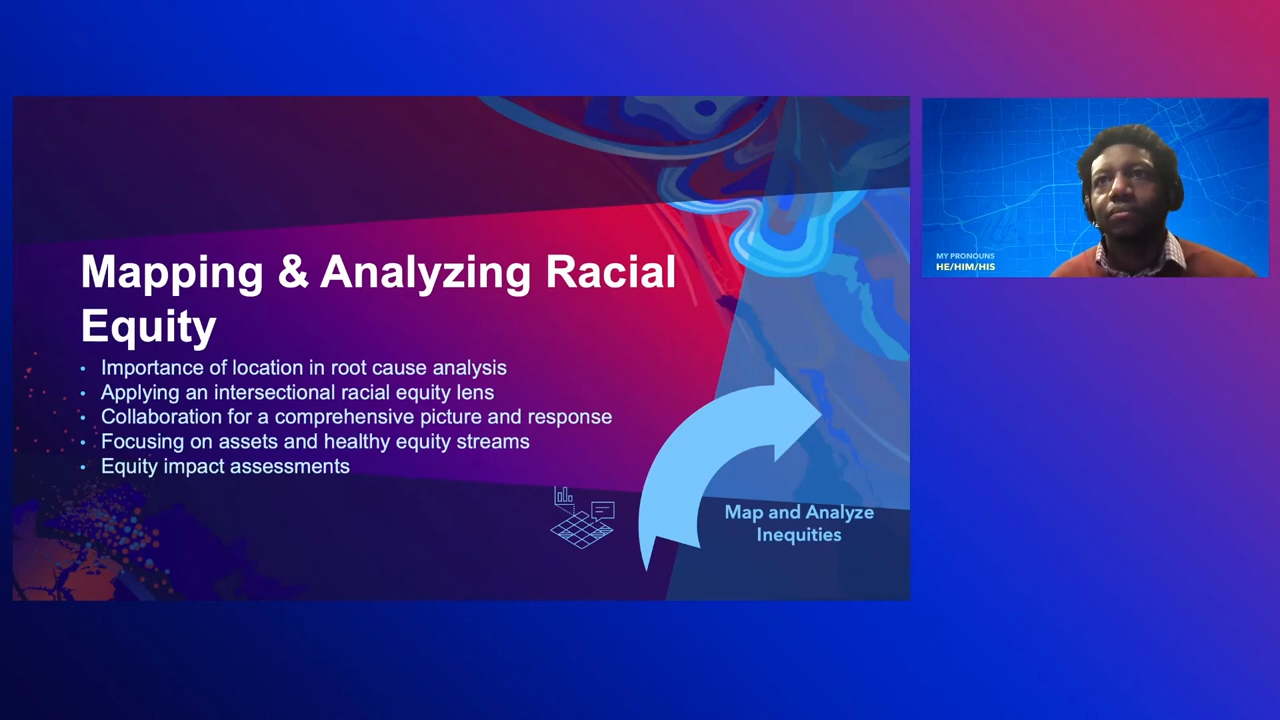 Mapping & Analyzing Racial
Equity
• Importance of location in root cause analysis
• Applying an intersectional racial equity lens
• Collaboration for a comprehensive picture and response
• Focusing on assets and healthy equity streams
• Equity impact assessments
Map and Analyze
Inequities
MY PRONOUNS
HE/HIM/HIS